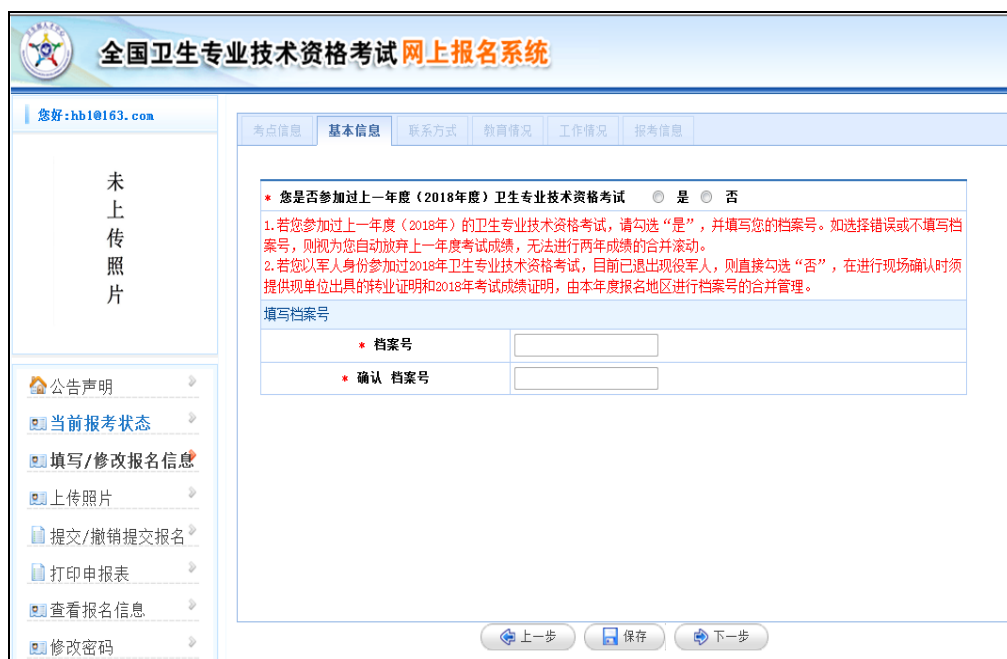 全国卫生专业技术资格考试 网上报名系统
您好:hb1@163.com
未
上
传
照
片
公告声明
当前报考状态
填写/修改报名信息
上传照片
提交/撤销提交报名
打印申报表
查看报名信息
修改密码
考点信息 基本信息 联系方式 教育情况 工作情况 报考信息
* 您是否参加过上一年度（2018年度）卫生专业技术资格考试 是 否
1.若您参加过上一年度（2018年）的卫生专业技术资格考试，请勾选“是”，并填写您的档案号。如选择错误或不填写档
案号，则视为您自动放弃上一年度考试成绩，无法进行两年成绩的合并滚动。
2.若您以军人身份参加过2018年卫生专业技术资格考试，目前已退出现役军人，则直接勾选“否”，在进行现场确认时须
提供现单位出具的转业证明和2018年考试成绩证明，由本年度报名地区进行档案号的合并管理。
填写档案号
* 档案号
* 确认 档案号
上一步 保存 下一步